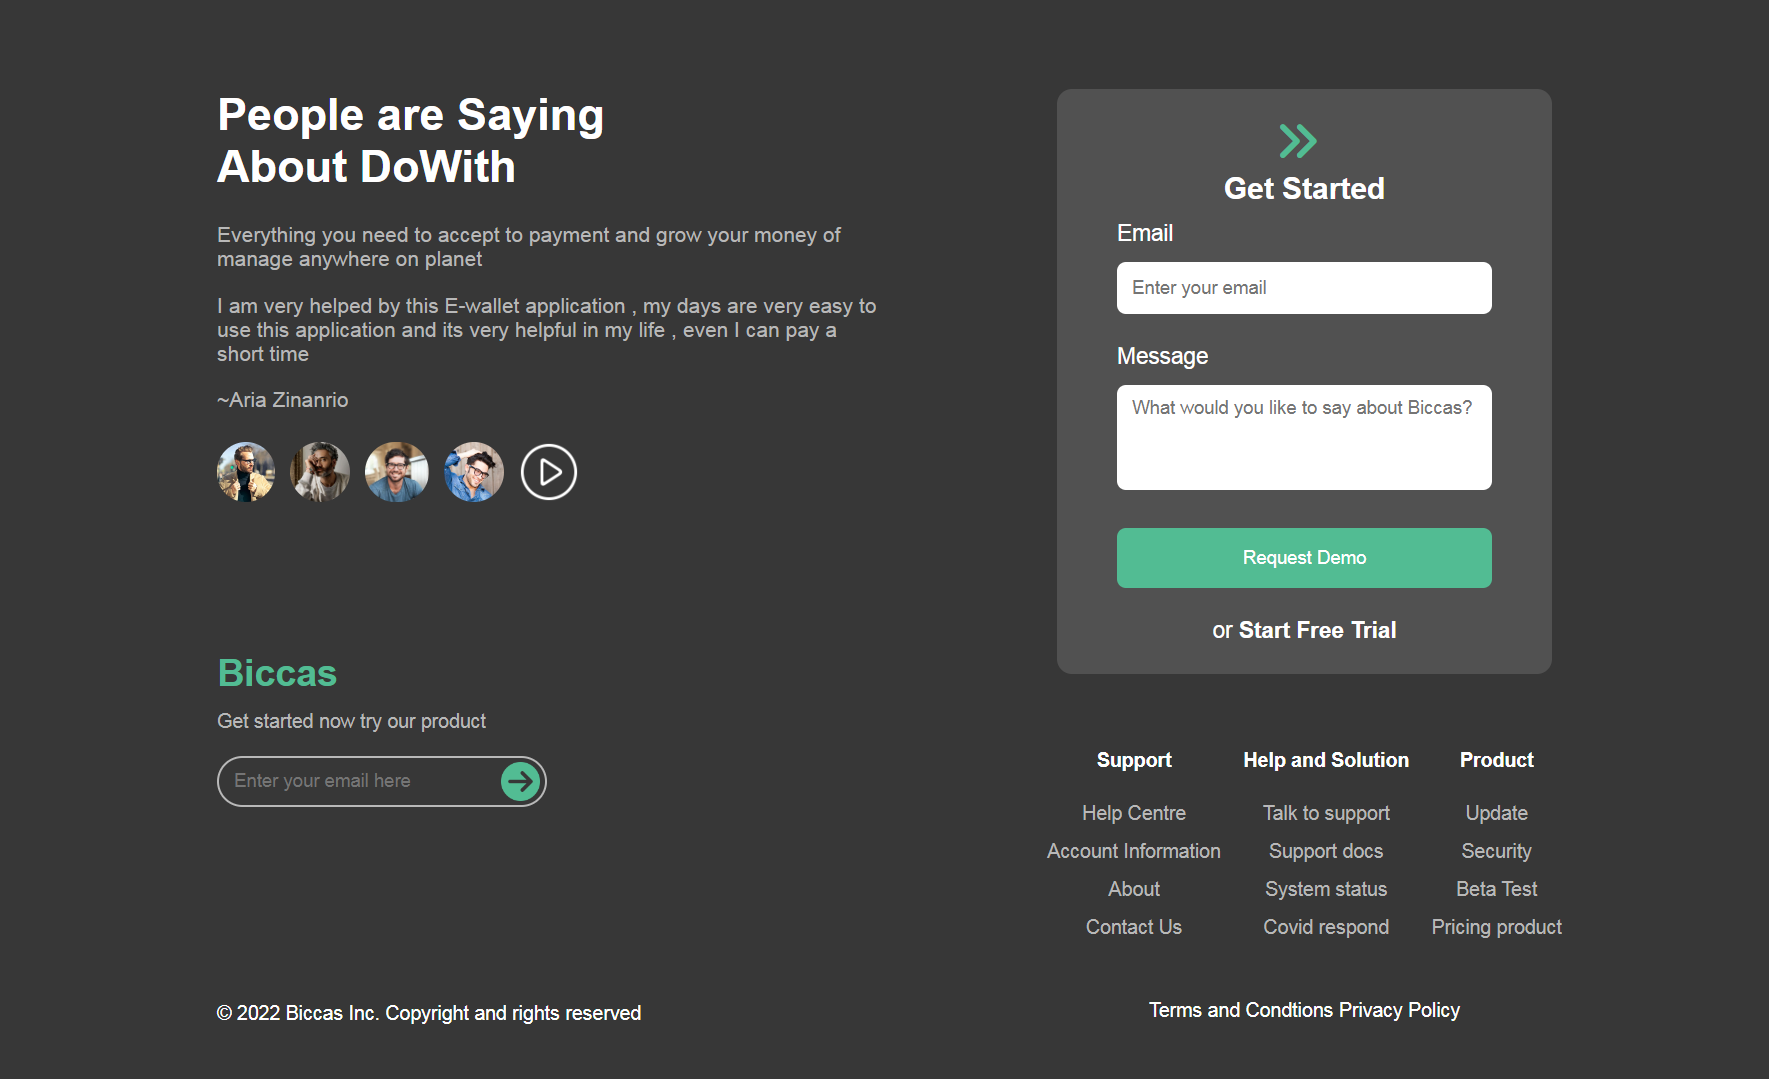 People are Saying
About DoWith
Everything you need to accept to payment and grow your money of
manage anywhere on planet
I am very helped by this E-wallet application , my days are very easy to
use this application and its very helpful in my life , even I can pay a
short time
~Aria Zinanrio
Get Started
Email
Enter your email
Message
What would you like to say about Biccas?
Request Demo
or Start Free Trial
Biccas
Get started now try our product
Enter your email here
Support
Help Centre
Account Information
About
Contact Us
Help and Solution
Talk to support
Support docs
System status
Covid respond
Product
Update
Security
Beta Test
Pricing product
© 2022 Biccas Inc. Copyright and rights reserved
Terms and Condtions Privacy Policy